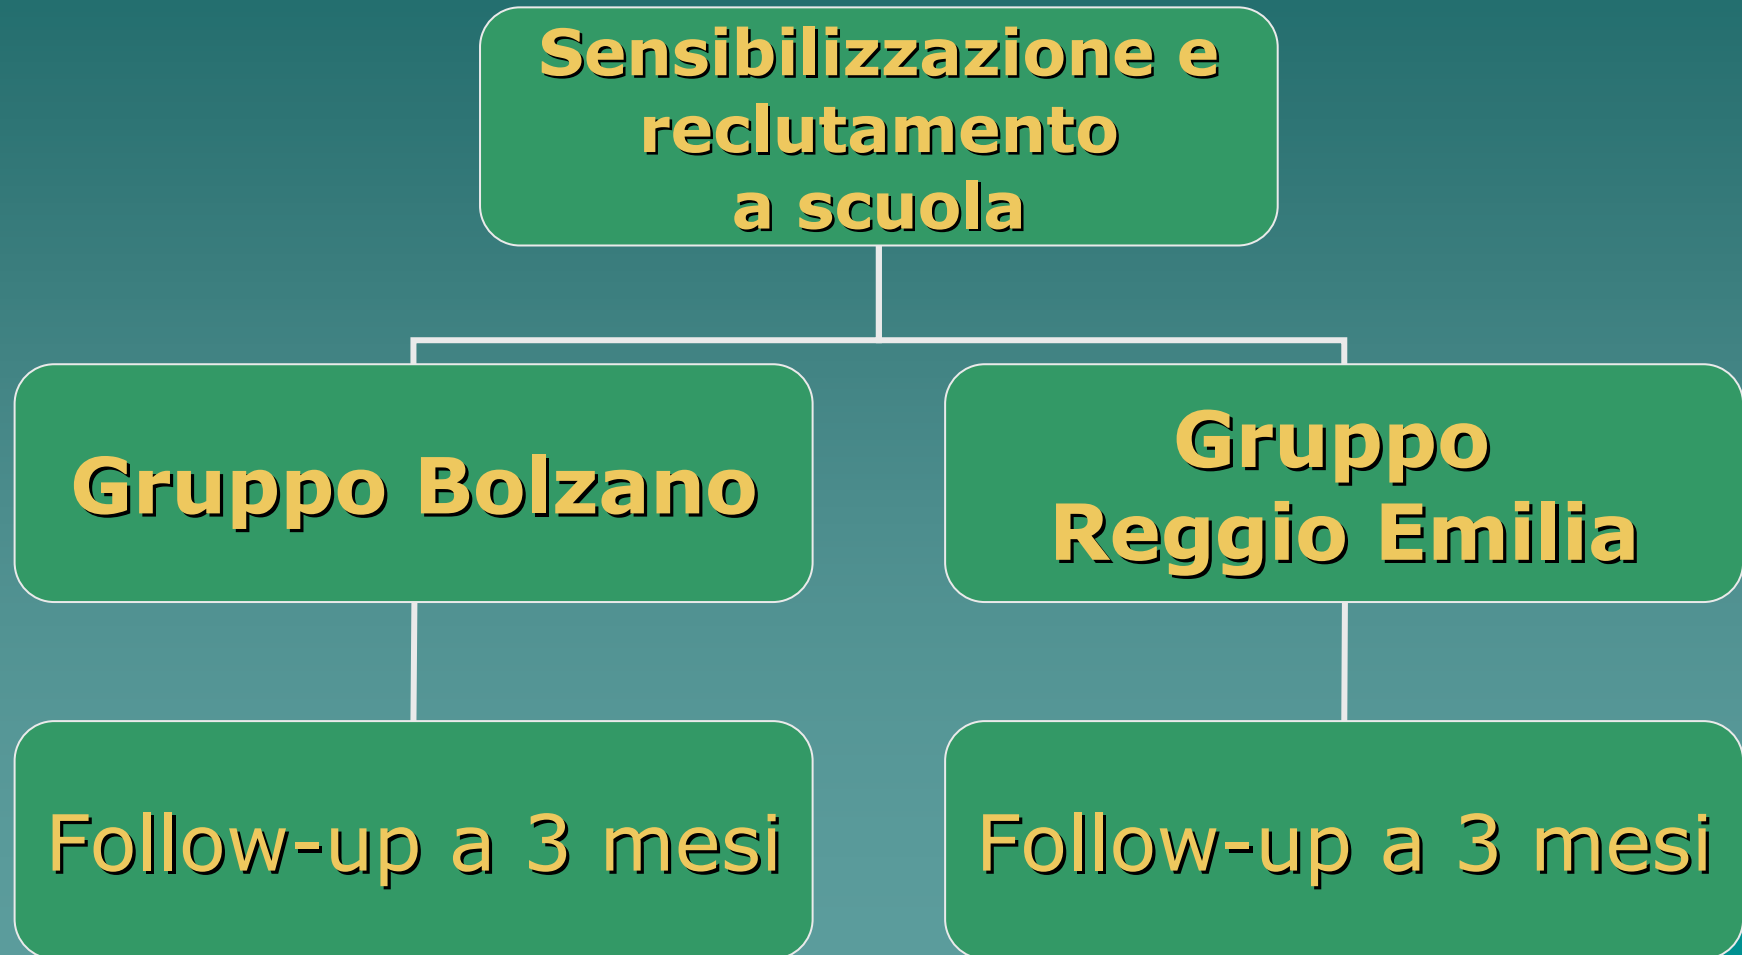 Sensibilizzazione e
reclutamento
a scuola
Gruppo Bolzano
Gruppo
Reggio Emilia
Follow-up a 3 mesi
Follow-up a 3 mesi